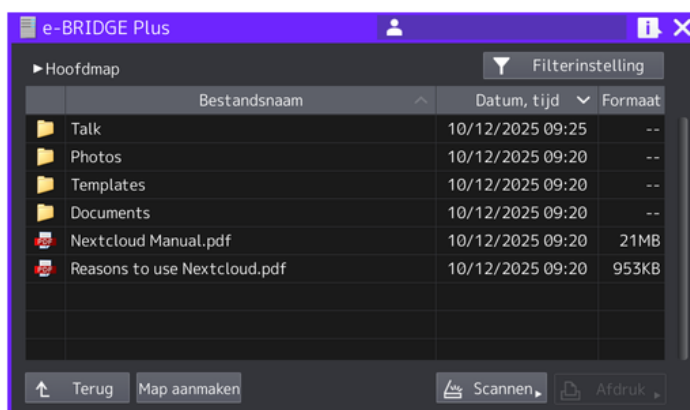 e-BRIDGE Plus
►Hoofdmap
Filterinstelling
Bestandsnaam Datum, tijd Formaat
Talk 10/12/2025 09:25 --
Photos 10/12/2025 09:20 --
Templates 10/12/2025 09:20 --
Documents 10/12/2025 09:20 --
Nextcloud Manual.pdf 10/12/2025 09:20 21MB
Reasons to use Nextcloud.pdf 10/12/2025 09:20 953KB
Terug Map aanmaken Scannen Afdruk